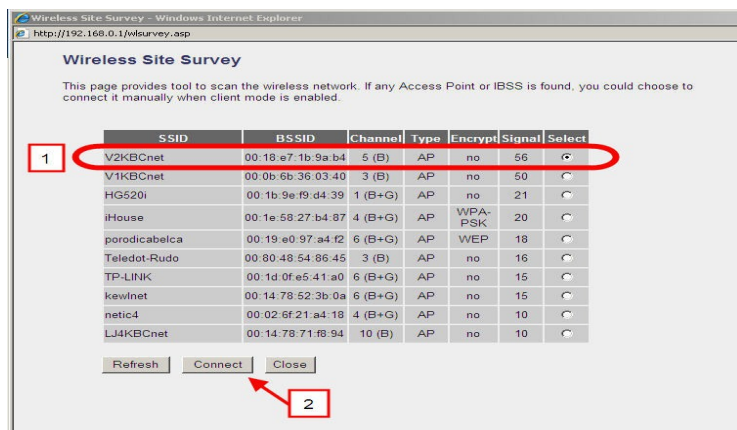 Wireless Site Survey - Windows Internet Explorer
http://192.168.0.1/wlsurvey.asp
Wireless Site Survey
This page provides tool to scan the wireless network. If any Access Point or IBSS is found, you could choose to
connect it manually when client mode is enabled.
SSID BSSID Channel Type Encrypt Signal Select
1
V2KBCnet 00:18:e7:1b:9a:b4 5 (B) AP no 56
V1KBCnet 00:0b:6b:36:03:40 3 (B) AP no 50
HG520i 00:1b:9e:f9:d4:39 1 (B+G) AP no 21
iHouse 00:1e:58:27:b4:87 4 (B+G) AP WPA-PSK 20
porodicabelca 00:19:e0:97:a4:f2 6 (B+G) AP WEP 18
Teledot-Rudo 00:80:48:54:86:45 3 (B) AP no 16
TP-LINK 00:1d:0f:e5:41:a0 6 (B+G) AP no 15
kewlnet 00:14:78:52:3b:0a 6 (B+G) AP no 15
netic4 00:02:6f:21:a4:18 4 (B+G) AP no 10
LJ4KBCnet 00:14:78:71:f8:94 10 (B) AP no 10
Refresh Connect Close
2